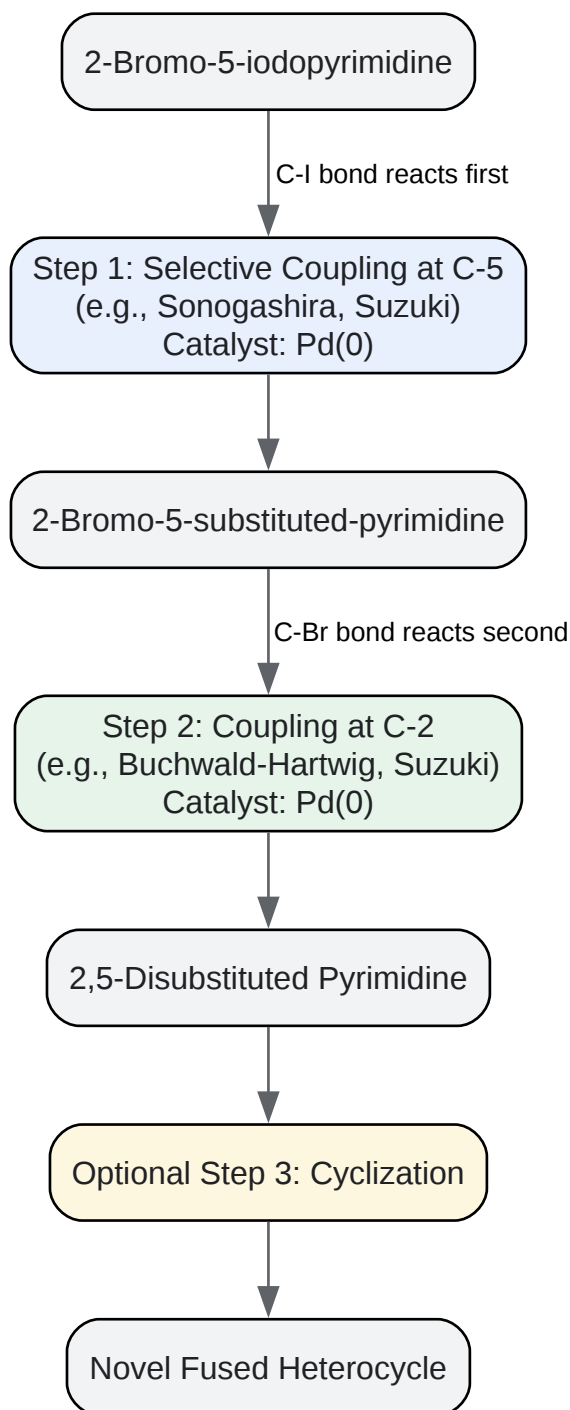 2-Bromo-5-iodopyrimidine
C-I bond reacts first
Step 1: Selective Coupling at C-5
(e.g., Sonogashira, Suzuki)
Catalyst: Pd(0)
2-Bromo-5-substituted-pyrimidine
C-Br bond reacts second
Step 2: Coupling at C-2
(e.g., Buchwald-Hartwig, Suzuki)
Catalyst: Pd(0)
2,5-Disubstituted Pyrimidine
Optional Step 3: Cyclization
Novel Fused Heterocycle